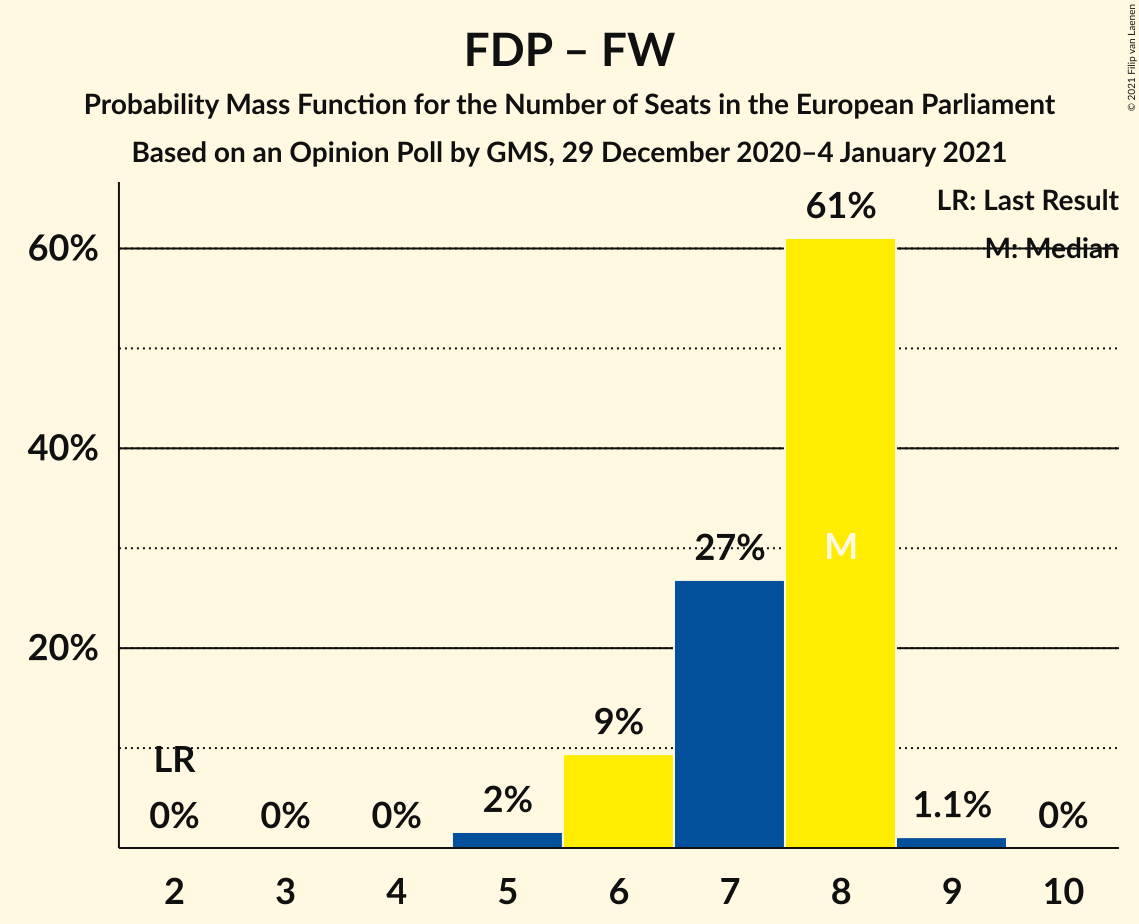 FDP – FW
Probability Mass Function for the Number of Seats in the European Parliament
Based on an Opinion Poll by GMS, 29 December 2020–4 January 2021
© 2021 Filip van Laenen
LR: Last Result
M: Median
60%
40%
20%
61%
27%
M
9%
LR
0%
0%
0%
2%
1.1%
0%
2 3 4 5 6 7 8 9 10